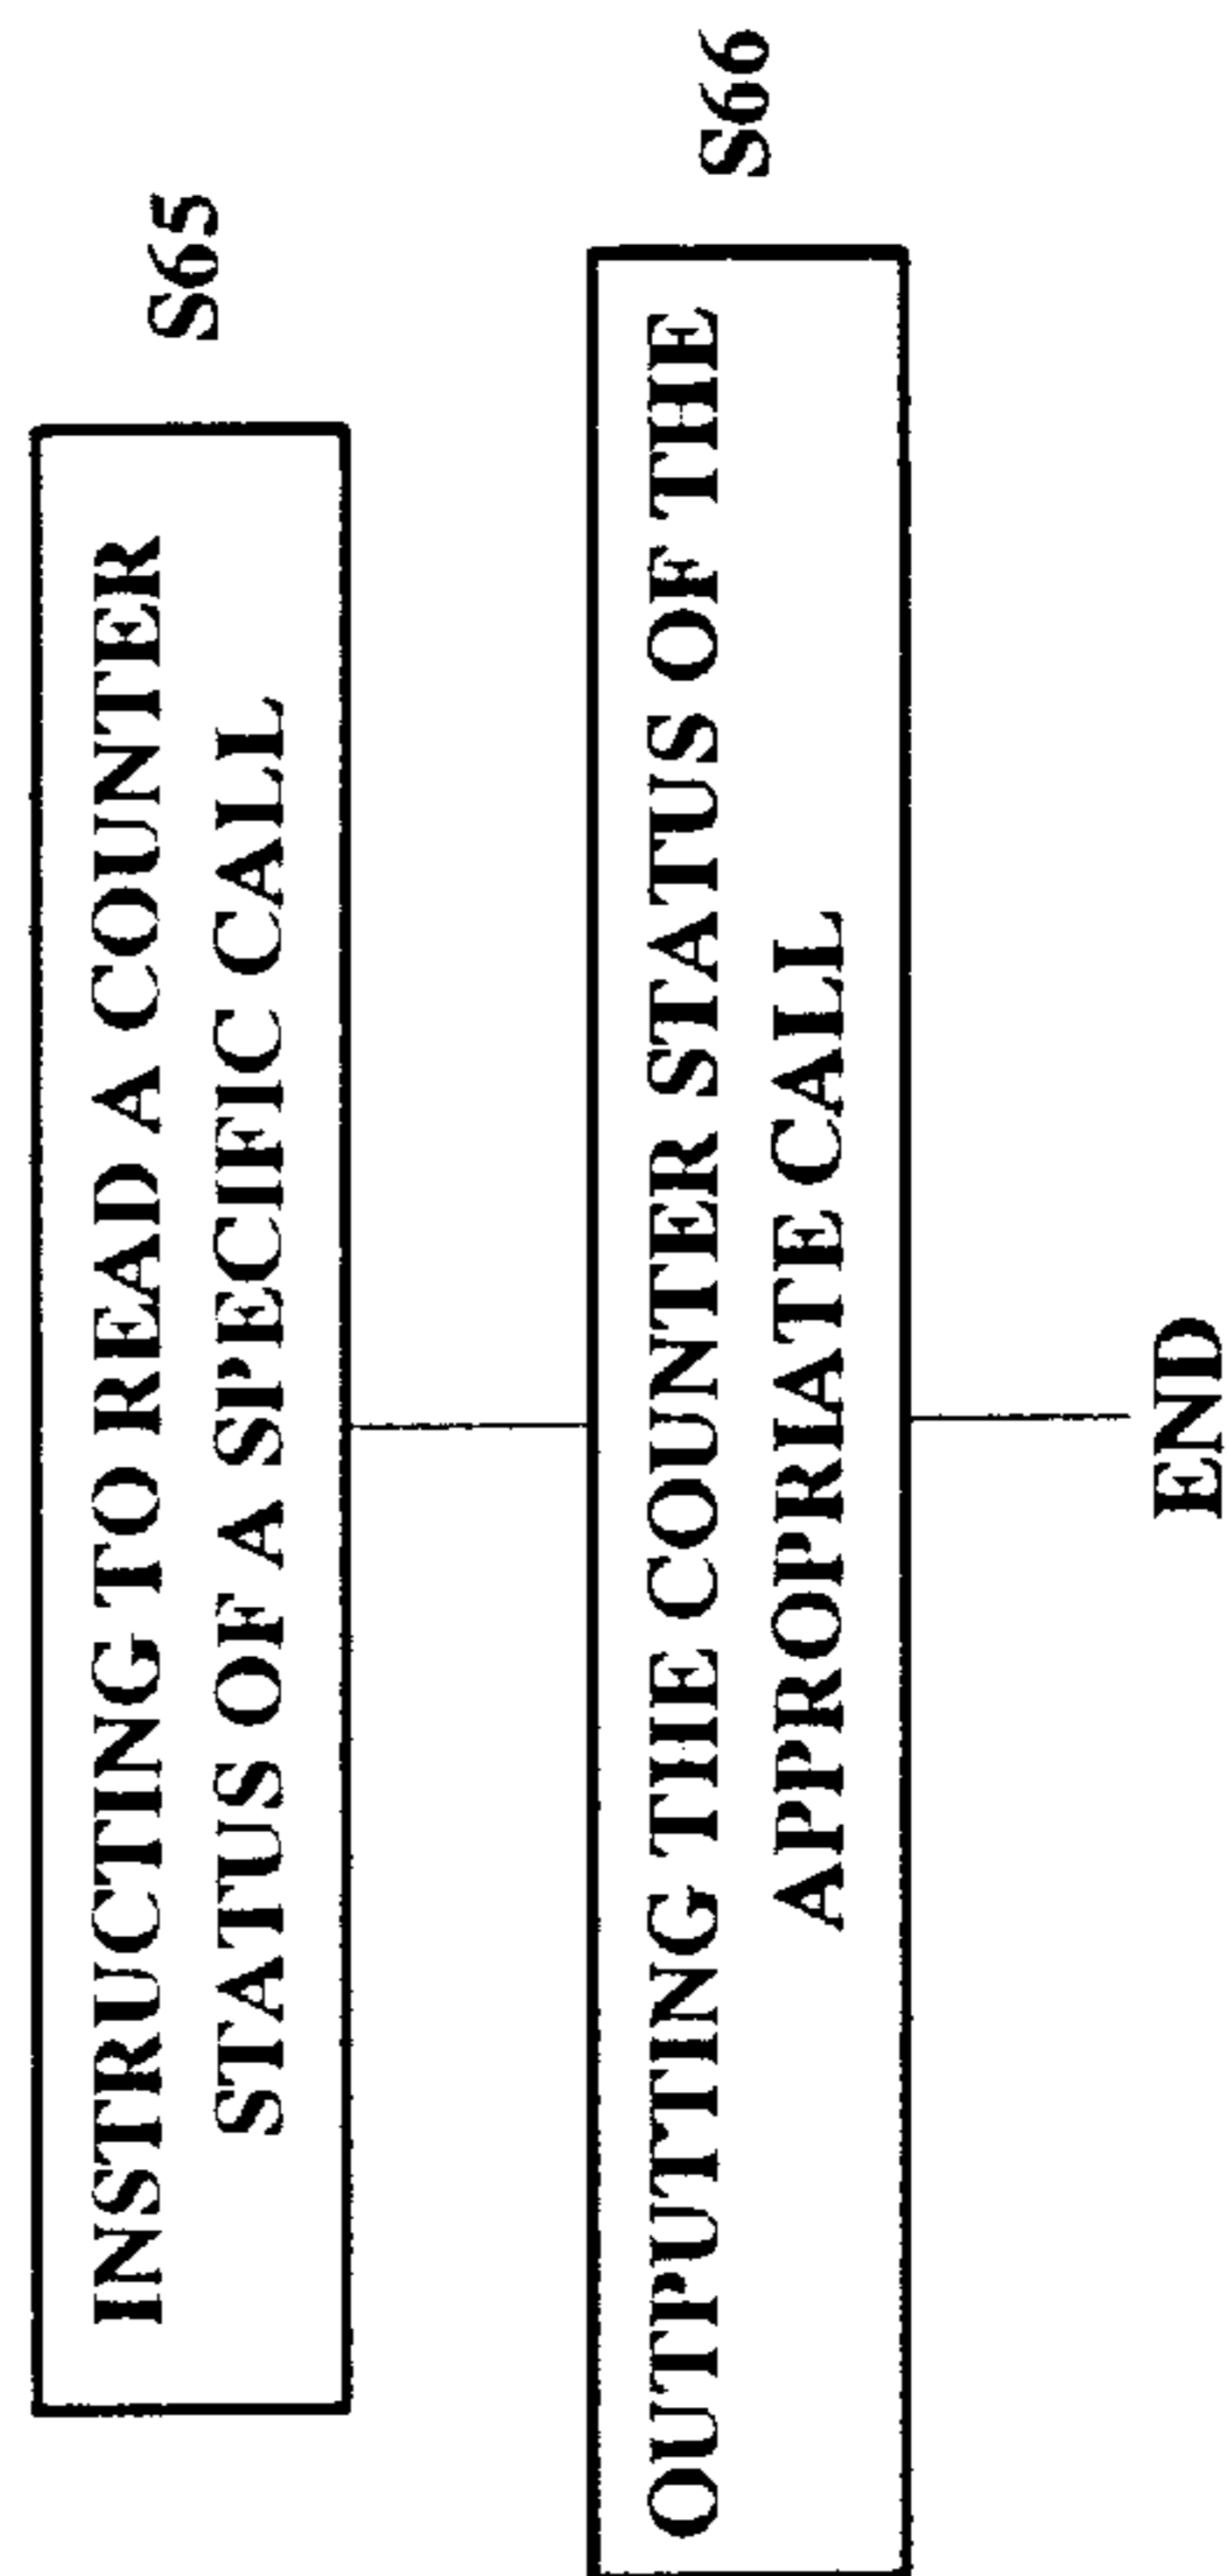 INSTRUCTING TO READ A COUNTER
STATUS OF A SPECIFIC CALL
S65
OUTPUTTING THE COUNTER STATUS OF THE
APPROPRIATE CALL
S66
END